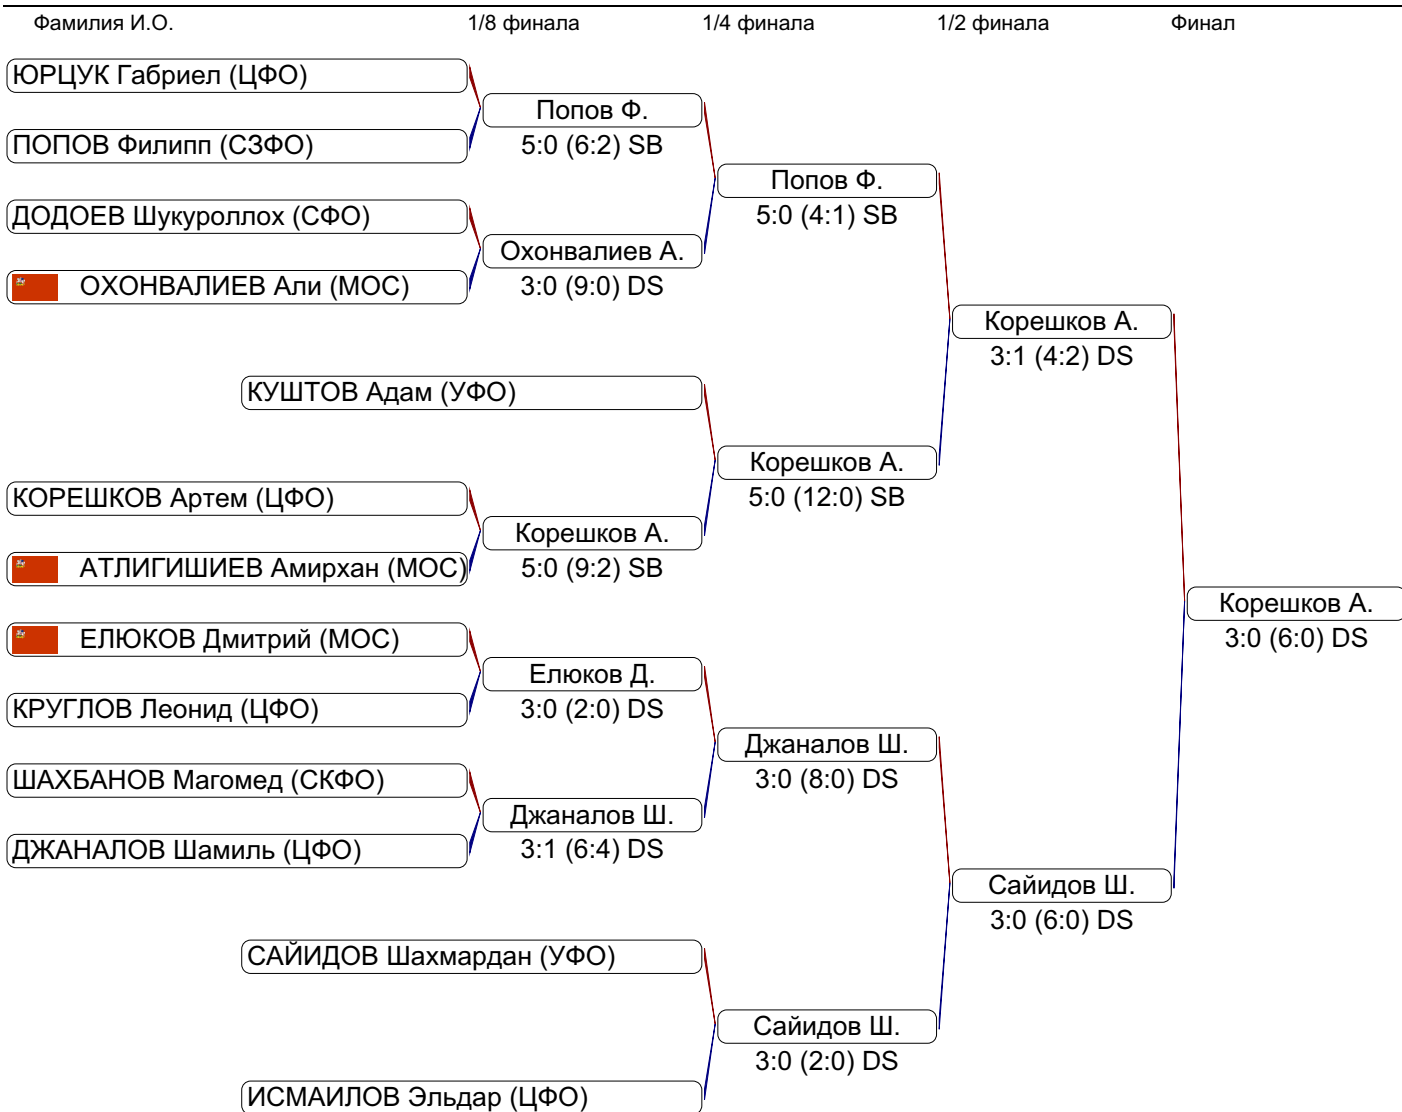 Фамилия И.О. 1/8 финала 1/4 финала 1/2 финала Финал
ЮРЦУК Габриел (ЦФО)
Попов Ф.
ПОПОВ Филипп (СЗФО)
5:0 (6:2) SB
Попов Ф.
ДОДОЕВ Шукуроллох (СФО)
5:0 (4:1) SB
Охонвалиев А.
ОХОНВАЛИЕВ Али (МОС)
3:0 (9:0) DS
Корешков А.
3:1 (4:2) DS
КУШТОВ Адам (УФО)
Корешков А.
КОРЕШКОВ Артем (ЦФО)
5:0 (12:0) SB
Корешков А.
АТЛИГИШИЕВ Амирхан (МОС)
5:0 (9:2) SB
Корешков А.
ЕЛЮКОВ Дмитрий (МОС)
3:0 (6:0) DS
Елюков Д.
КРУГЛОВ Леонид (ЦФО)
3:0 (2:0) DS
Джаналов Ш.
ШАХБАНОВ Магомед (СКФО)
3:0 (8:0) DS
Джаналов Ш.
ДЖАНАЛОВ Шамиль (ЦФО)
3:1 (6:4) DS
Сайидов Ш.
3:0 (6:0) DS
САЙИДОВ Шахмардан (УФО)
Сайидов Ш.
3:0 (2:0) DS
ИСМАИЛОВ Эльдар (ЦФО)